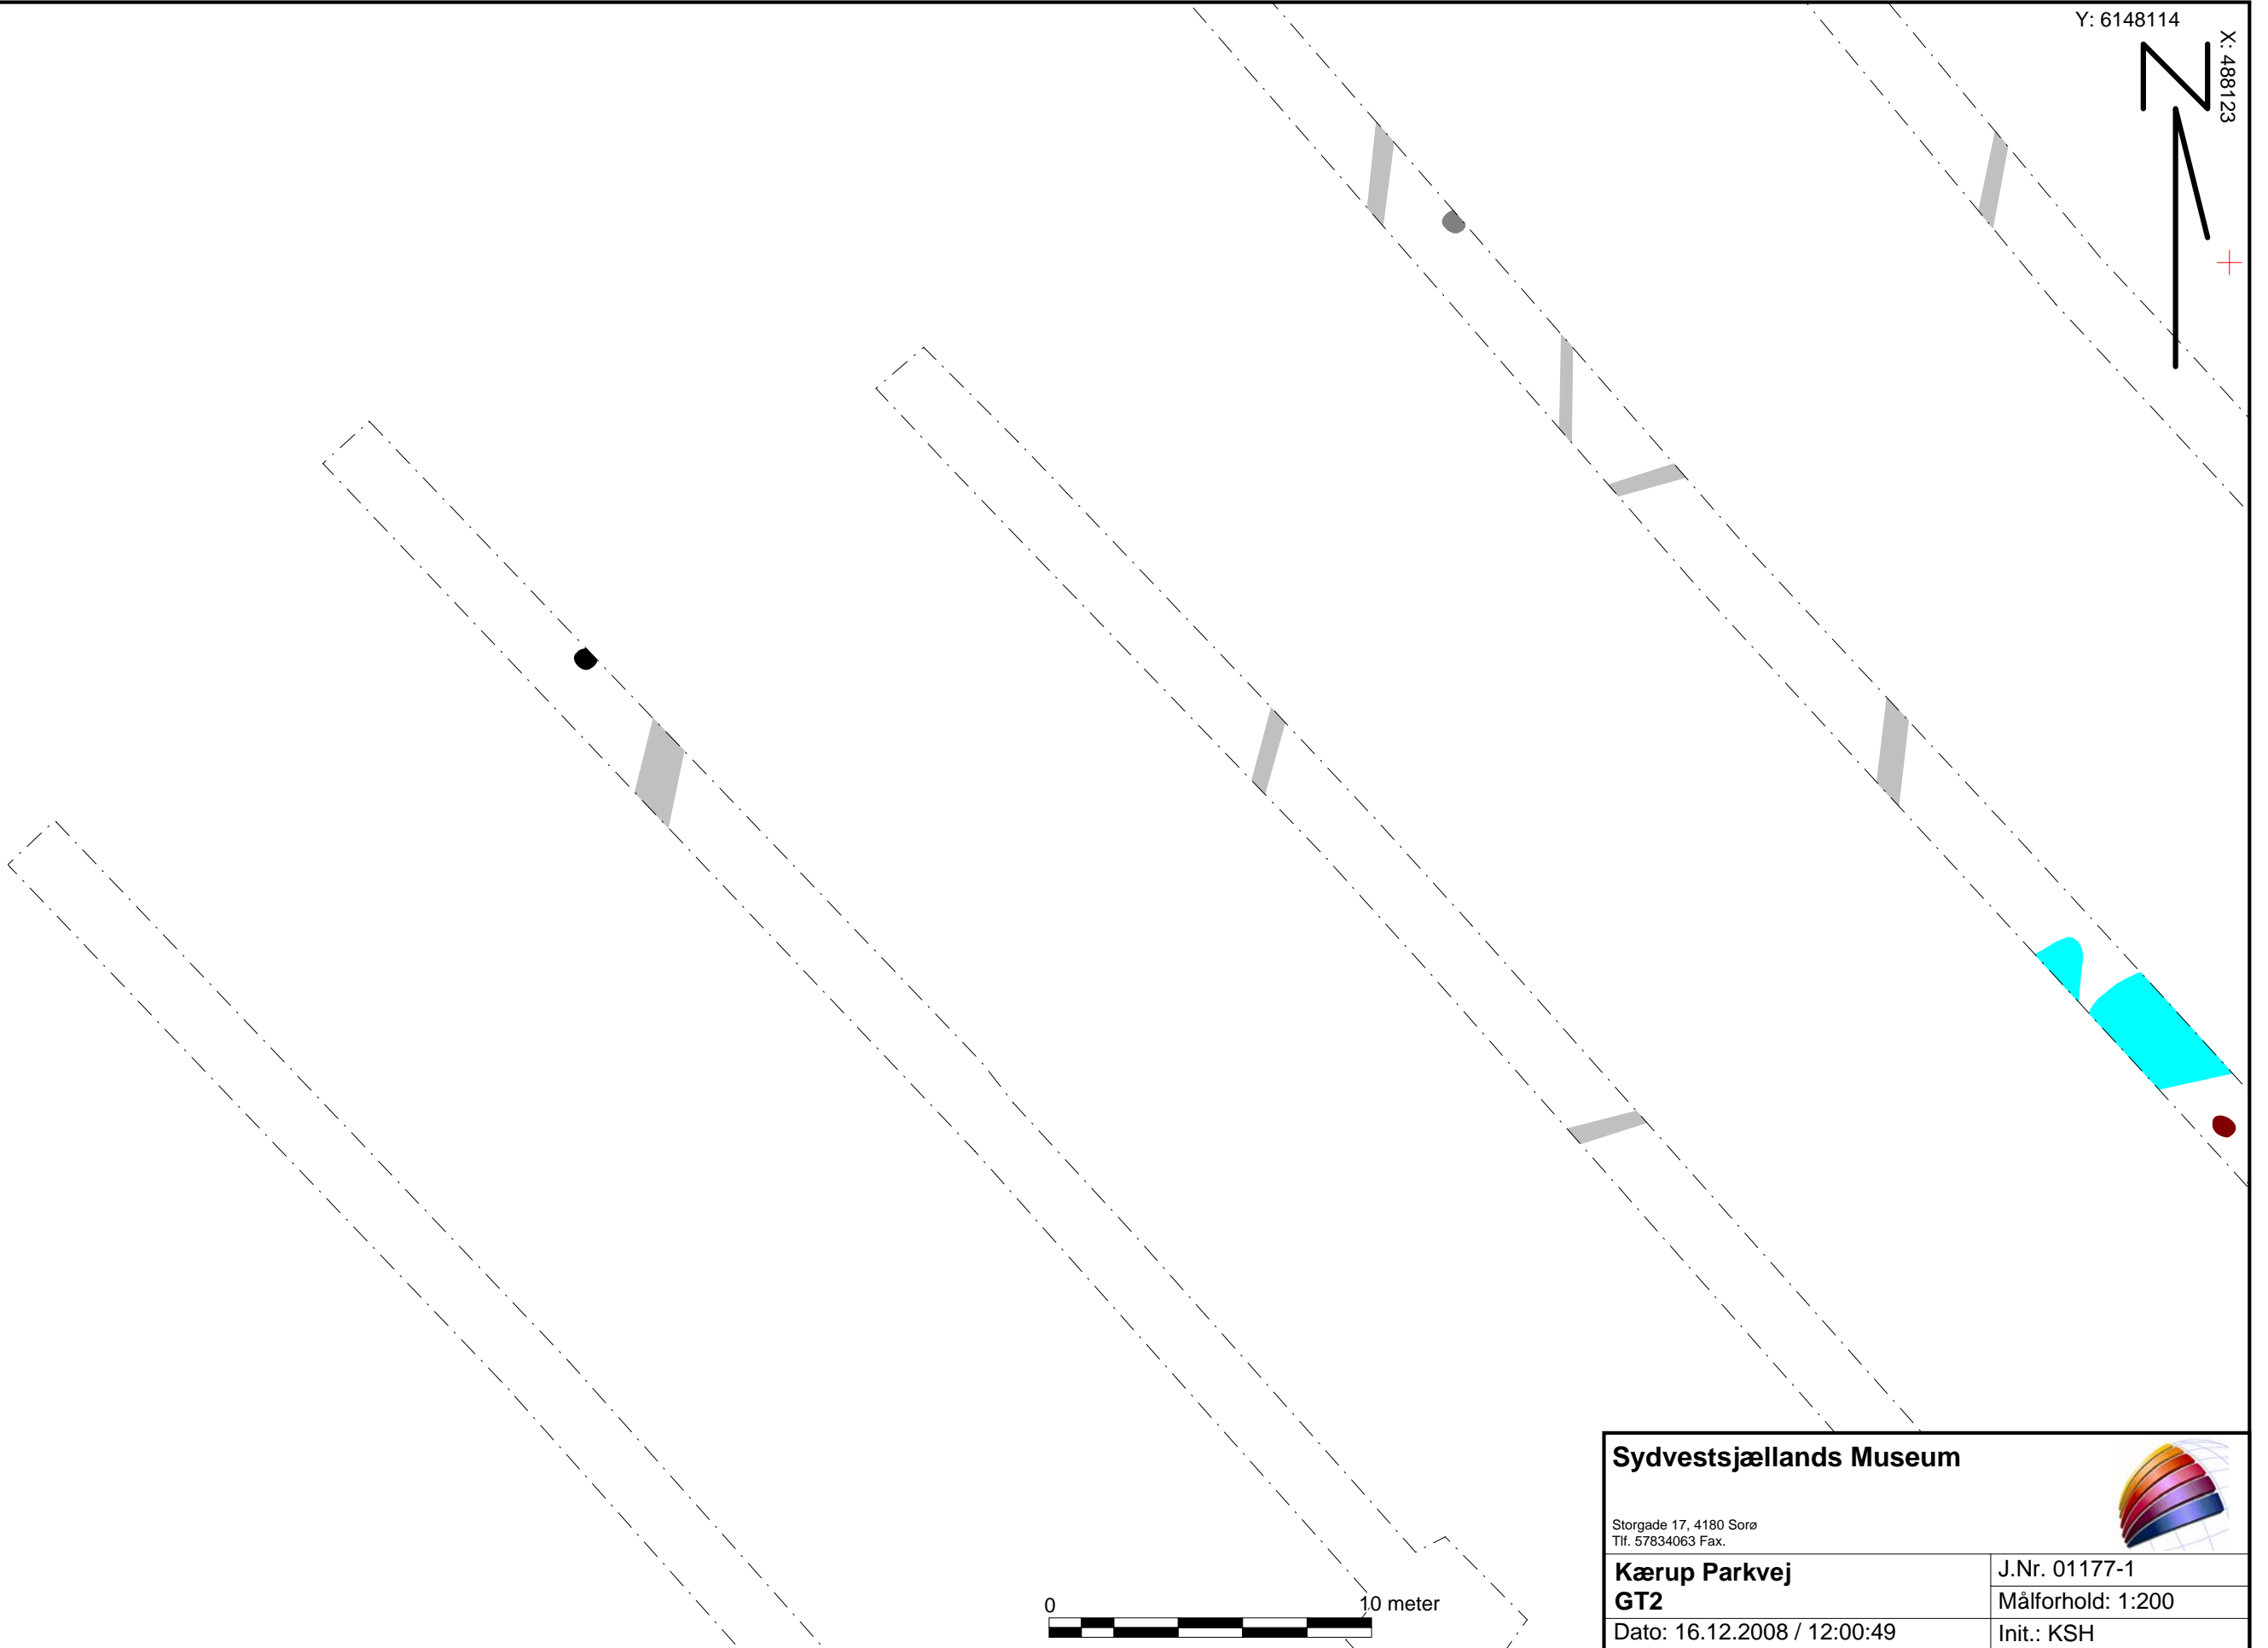 Y: 6148114
X: 488123
N
0 10 meter
Sydvestsjællands Museum
Storgade 17, 4180 Sorø
Tlf. 57834063 Fax.
Kærup Parkvej
GT2
J.Nr. 01177-1
Målforhold: 1:200
Dato: 16.12.2008 / 12:00:49
Init.: KSH